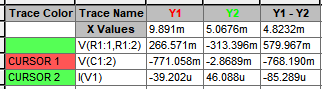 Trace Color Trace Name Y1 Y2 Y1 - Y2
X Values 9.891m 5.0676m 4.8232m
V(R1:1,R1:2) 266.571m -313.396m 579.967m
CURSOR 1 V(C1:2) -771.058m -2.8689m -768.190m
CURSOR 2 I(V1) -39.202u 46.088u -85.289u